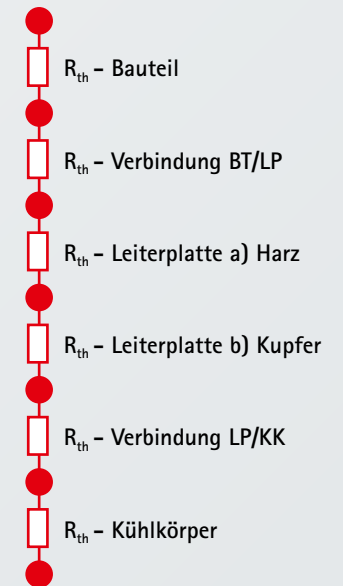 Rth – Bauteil
Rth – Verbindung BT/LP
Rth – Leiterplatte a) Harz
Rth – Leiterplatte b) Kupfer
Rth – Verbindung LP/KK
Rth – Kühlkörper